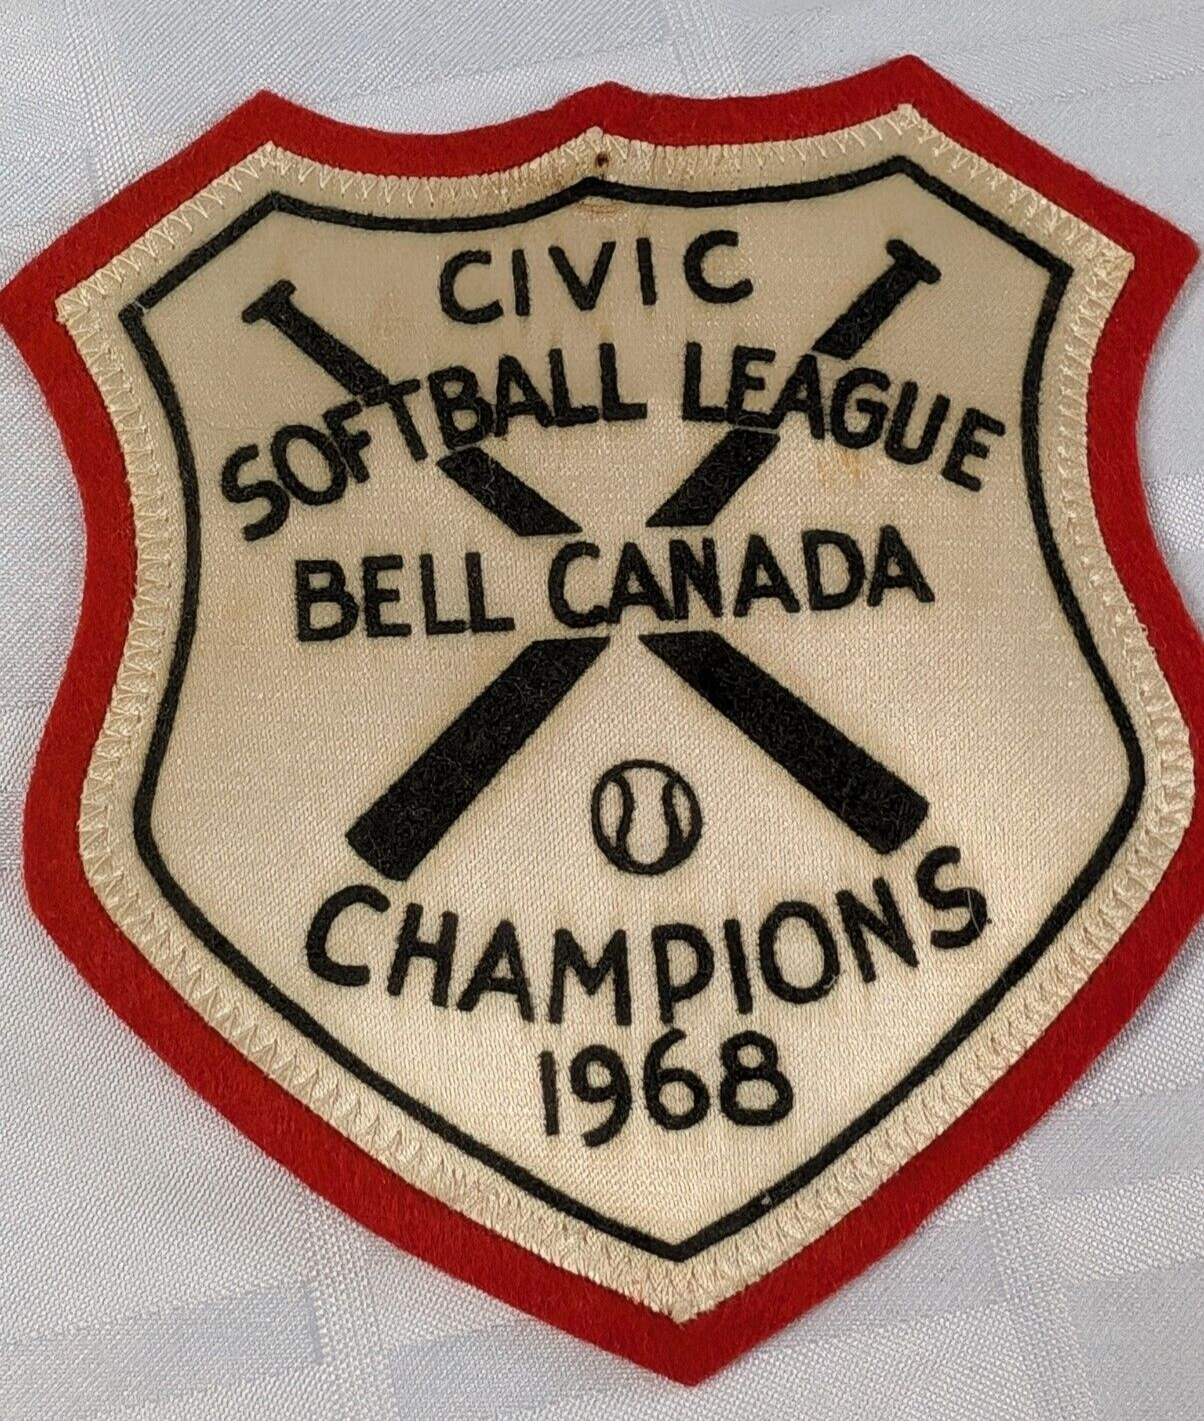 CIVIC
SOFTBALL LEAGUE
BELL CANADA
CHAMPIONS
1968